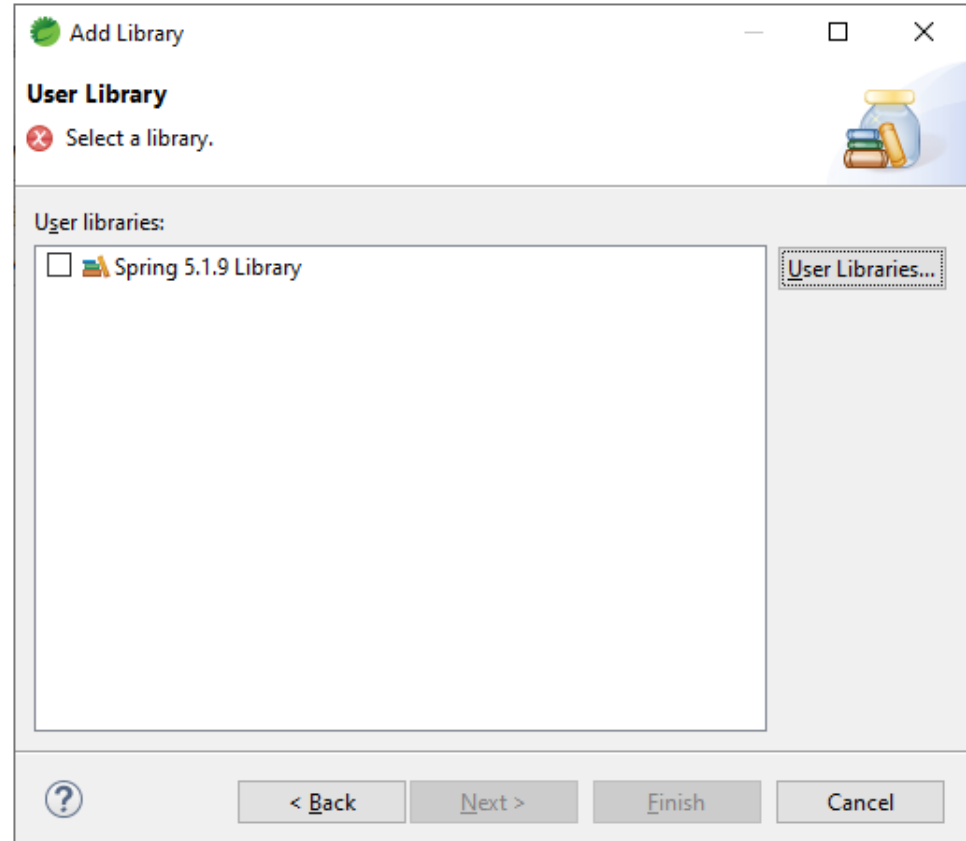 Add Library
User Library
Select a library.
User libraries:
Spring 5.1.9 Library
User Libraries...
?
< Back
Next >
Finish
Cancel